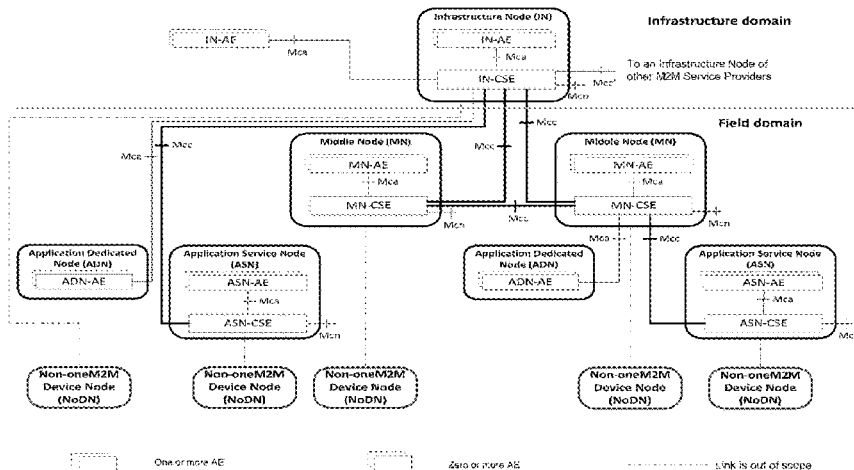 Infrastructure Node (IN)
Infrastructure domain
IN-AE
IN-AE
Mca
Mca
IN-CSE
To an Infrastructure Node of
other M2M Service Providers
Mcc'
Mcn
Mcc
Field domain
Mca
Mcc
Mcc
Middle Node (MN)
Middle Node (MN)
MN-AE
MN-AE
Mca
Mca
MN-CSE
MN-CSE
Mcn
Mcc
Mcn
Mca
Mcc
Application Dedicated
Node (ADN)
ADN-AE
Application Service Node
(ASN)
ASN-AE
Mca
ASN-CSE
Mcn
Application Dedicated
Node (ADN)
ADN-AE
Application Service Node
(ASN)
ASN-AE
Mca
ASN-CSE
Non-oneM2M
Device Node
(NoDN)
Non-oneM2M
Device Node
(NoDN)
Non-oneM2M
Device Node
(NoDN)
Non-oneM2M
Device Node
(NoDN)
Non-oneM2M
Device Node
(NoDN)
One or more AE
Zero or more AE
Link is out of scope